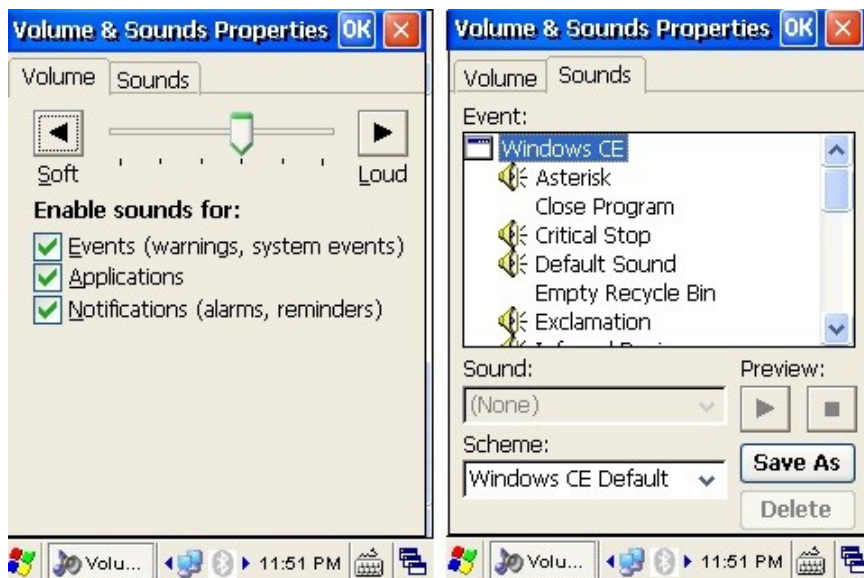 Volume & Sounds Properties OK
Volume Sounds
Soft Loud
Enable sounds for:
Events (warnings, system events)
Applications
Notifications (alarms, reminders)
Volu... 11:51 PM
Volume & Sounds Properties OK
Volume Sounds
Event:
Windows CE
Asterisk
Close Program
Critical Stop
Default Sound
Empty Recycle Bin
Exclamation
Sound: Preview:
(None)
Scheme:
Windows CE Default
Save As
Delete
Volu... 11:51 PM